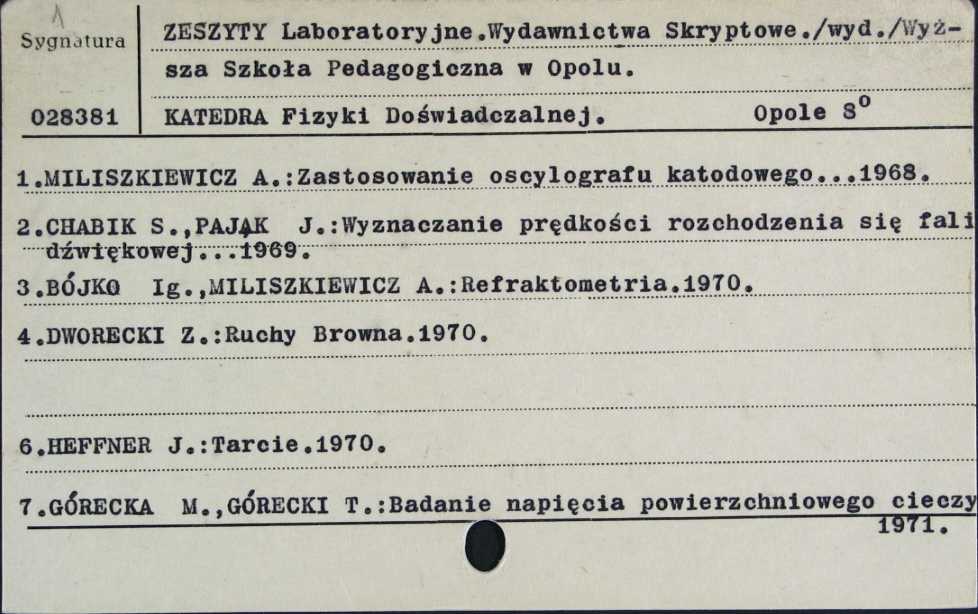 Sygnatura
ZESZYTY Laboratoryjne.Wydawnictwa Skryptowe./wyd./Wyż-
sza Szkoła Pedagogiczna w Opolu.
028381
KATEDRA Fizyki Doświadczalnej. Opole 8°
1.MILISZKIEWICZ A.:Zastosowanie oscylografu katodowego...1968.
2.CHABIK S.,PAJĄK J.:Wyznaczanie prędkości rozchodzenia się fali
dźwiękowej...1969.
3.BÓJKO Ig.,MILISZKIEWICZ A.:Refraktometria.1970.
4.DWORECKI Z.:Ruchy Browna.1970.
6.HEFFNER J.:Tarcie.1970.
7.GÓRECKA M.,GÓRECKI T.:Badanie napięcia powierzchniowego cieczy
1971.